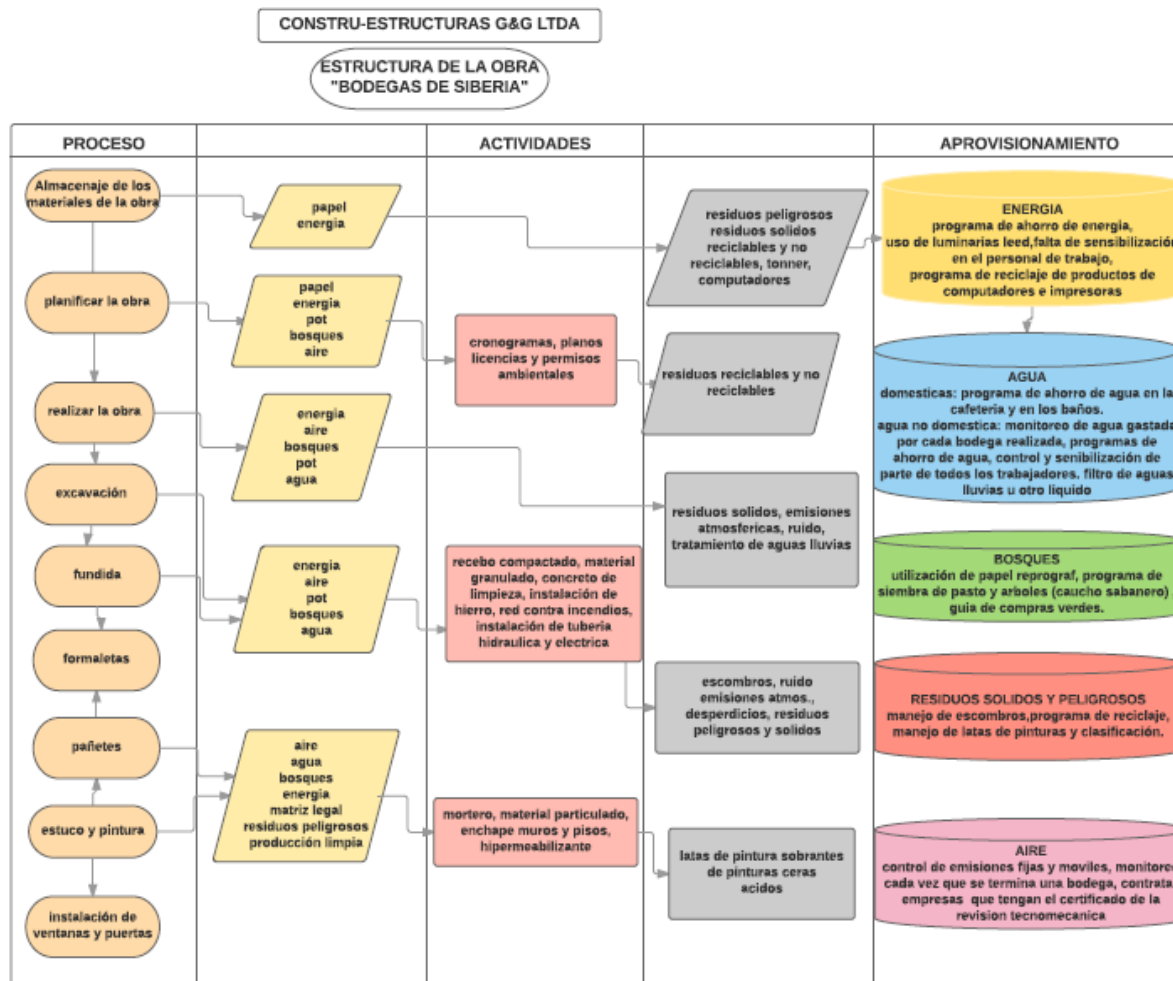 CONSTRU-ESTRUCTURAS G&G LTDA
ESTRUCTURA DE LA OBRA
"BODEGAS DE SIBERIA"
PROCESO
ACTIVIDADES
APROVISIONAMIENTO
Almacenaje de los
materiales de la obra
papel
energia
residuos peligrosos
residuos solidos
reciclables y no
reciclables, tonner,
computadores
ENERGIA
programa de ahorro de energia,
uso de luminarias leed,falta de sensibilización
en el personal de trabajo,
programa de reciclaje de productos de
computadores e impresoras
planificar la obra
papel
energia
pot
bosques
aire
cronogramas, planos
licencias y permisos
ambientales
residuos reciclables y no
reciclables
AGUA
domesticas: programa de ahorro de agua en la
cafeteria y en los baños.
agua no domestica: monitoreo de agua gastada
por cada bodega realizada, programas de
ahorro de agua, control y senibilización de
parte de todos los trabajadores. filtro de aguas
lluvias u otro liquido
realizar la obra
energia
aire
bosques
pot
agua
residuos solidos, emisiones
atmosfericas, ruido,
tratamiento de aguas lluvias
excavación
fundida
energia
aire
pot
bosques
agua
recebo compactado, material
granulado, concreto de
limpieza, instalación de
hierro, red contra incendios,
instalación de tuberia
hidraulica y electrica
escombros, ruido
emisiones atmos.,
desperdicios, residuos
peligrosos y solidos
BOSQUES
utilización de papel reprograf, programa de
siembra de pasto y arboles (caucho sabanero)
guia de compras verdes.
formaletas
pañetes
RESIDUOS SOLIDOS Y PELIGROSOS
manejo de escombros,programa de reciclaje,
manejo de latas de pinturas y clasificación.
estuco y pintura
aire
agua
bosques
energia
matriz legal
residuos peligrosos
producción limpia
mortero, material particulado,
enchape muros y pisos,
hipermeabilizante
latas de pintura sobrantes
de pinturas ceras
acidos
AIRE
control de emisiones fijas y moviles, monitoreo
cada vez que se termina una bodega, contrata
empresas que tengan el certificado de la
revision tecnomecanica
instalación de
ventanas y puertas